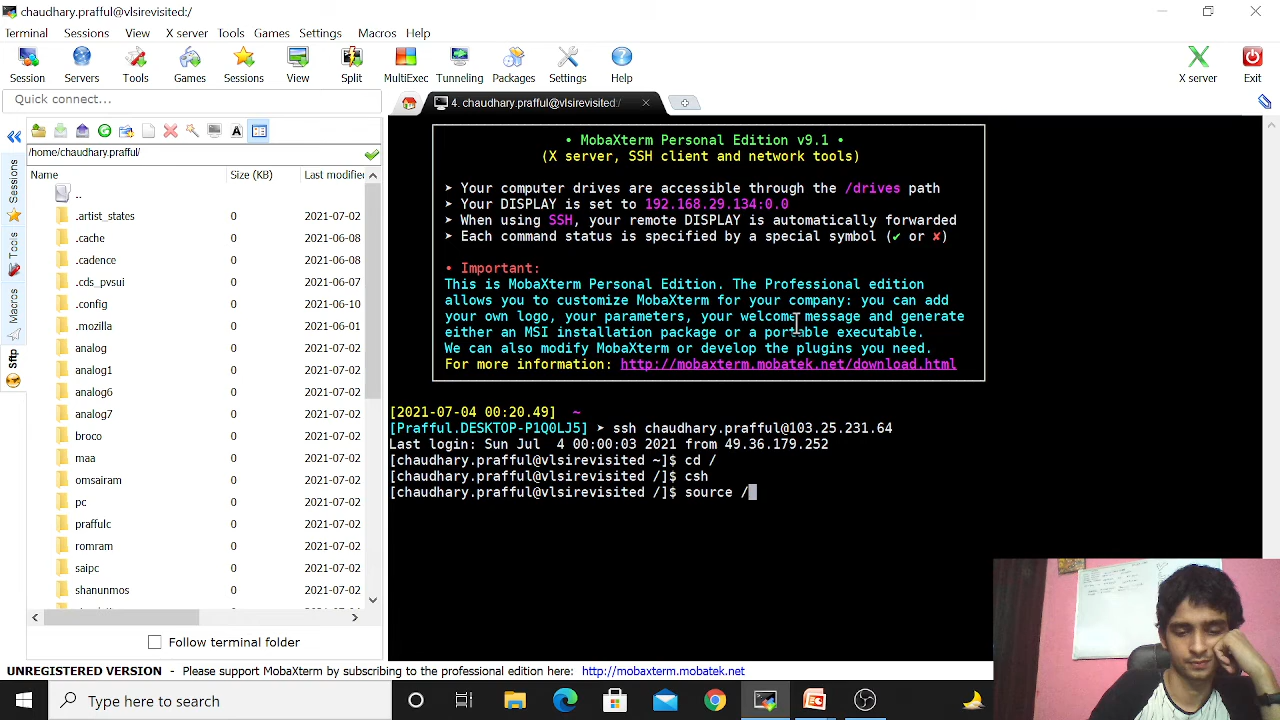 chaudhary.prafful@vlsirevisited:/
Terminal Sessions View X server Tools Games Settings Macros Help
Session Servers Tools Games Sessions View Split MultiExec Tunneling Packages Settings Help X server Exit
Quick connect...
4. chaudhary.prafful@vlsirevisited:/
/home/chaudhary.prafful/
Name Size (KB) Last modified
..
.artist_states 0 2021-07-02
.cache 0 2021-06-08
.cadence 0 2021-06-08
.cds_pvsui 0 2021-06-08
.config 0 2021-06-10
.mozilla 0 2021-06-01
analog 0 2021-07-02
analog5 0 2021-07-02
analog6 0 2021-07-02
analog7 0 2021-07-02
broco 0 2021-07-02
maa 0 2021-07-02
omsairam 0 2021-07-02
pc 0 2021-07-02
praffulc 0 2021-07-02
romram 0 2021-07-02
saipc 0 2021-07-02
shanunmos 0 2021-07-02
Sessions
Tools
Macros
Sftp
Follow terminal folder
• MobaXterm Personal Edition v9.1 •
(X server, SSH client and network tools)
➤ Your computer drives are accessible through the /drives path
➤ Your DISPLAY is set to 192.168.29.134:0.0
➤ When using SSH, your remote DISPLAY is automatically forwarded
➤ Each command status is specified by a special symbol (✔ or ✘)
• Important:
This is MobaXterm Personal Edition. The Professional edition
allows you to customize MobaXterm for your company: you can add
your own logo, your parameters, your welcome message and generate
either an MSI installation package or a portable executable.
We can also modify MobaXterm or develop the plugins you need.
For more information: http://mobaxterm.mobatek.net/download.html
[2021-07-04 00:20.49] ~
[Prafful.DESKTOP-P1Q0LJ5] ➤ ssh chaudhary.prafful@103.25.231.64
Last login: Sun Jul  4 00:00:03 2021 from 49.36.179.252
[chaudhary.prafful@vlsirevisited ~]$ cd /
[chaudhary.prafful@vlsirevisited /]$ csh
[chaudhary.prafful@vlsirevisited /]$ source /
UNREGISTERED VERSION - Please support MobaXterm by subscribing to the professional edition here: http://mobaxterm.mobatek.net
Type here to search